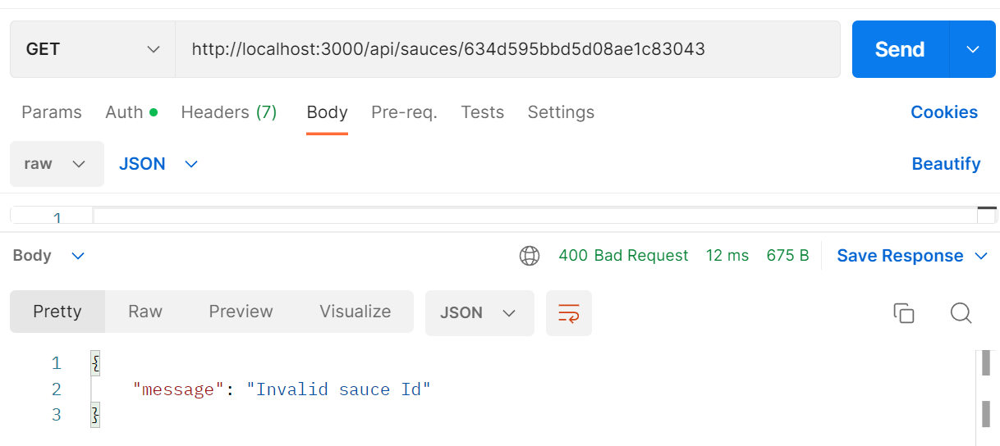 GET http://localhost:3000/api/sauces/634d595bbd5d08ae1c83043 Send
Params Auth Headers (7) Body Pre-req. Tests Settings Cookies
raw JSON Beautify
1
Body 400 Bad Request 12 ms 675 B Save Response
Pretty Raw Preview Visualize JSON
1 {
2 "message": "Invalid sauce Id"
3 }